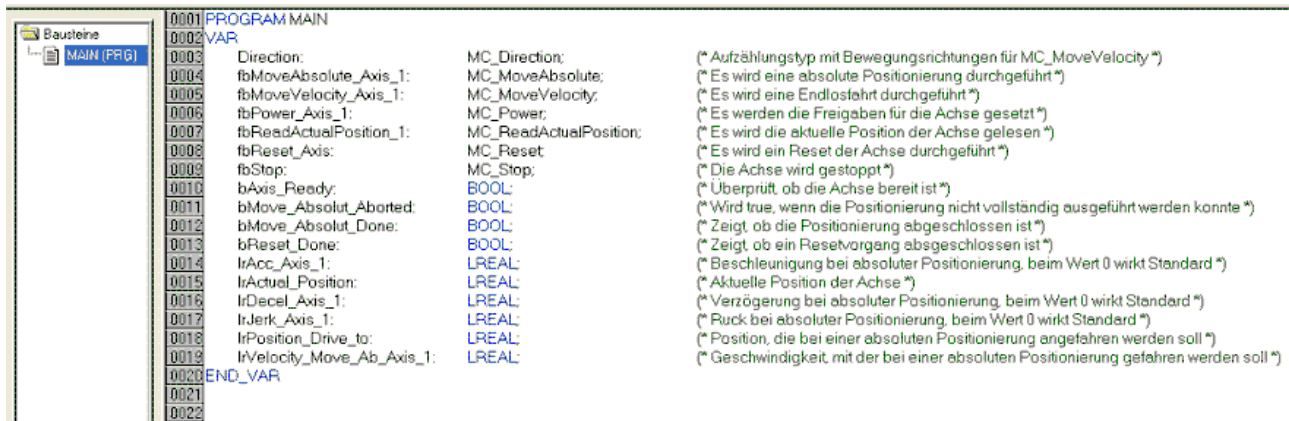 Bausteine
MAIN (PRG)
0001 PROGRAM MAIN
0002 VAR
0003 Direction: MC_Direction; (* Aufzählungstyp mit Bewegungsrichtungen für MC_MoveVelocity *)
0004 fbMoveAbsolute_Axis_1: MC_MoveAbsolute; (* Es wird eine absolute Positionierung durchgeführt *)
0005 fbMoveVelocity_Axis_1: MC_MoveVelocity; (* Es wird eine Endlosfahrt durchgeführt *)
0006 fbPower_Axis_1: MC_Power; (* Es werden die Freigaben für die Achse gesetzt *)
0007 fbReadActualPosition_1: MC_ReadActualPosition; (* Es wird die aktuelle Position der Achse gelesen *)
0008 fbReset_Axis: MC_Reset; (* Es wird ein Reset der Achse durchgeführt *)
0009 fbStop: MC_Stop; (* Die Achse wird gestoppt *)
0010 bAxis_Ready: BOOL; (* Überprüft, ob die Achse bereit ist *)
0011 bMove_Absolut_Aborted: BOOL; (* Wird true, wenn die Positionierung nicht vollständig ausgeführt werden konnte *)
0012 bMove_Absolut_Done: BOOL; (* Zeigt, ob die Positionierung abgeschlossen ist *)
0013 bReset_Done: BOOL; (* Zeigt, ob ein Resetvorgang absgeschlossen ist *)
0014 lrAcc_Axis_1: LREAL; (* Beschleunigung bei absoluter Positionierung, beim Wert 0 wirkt Standard *)
0015 lrActual_Position: LREAL; (* Aktuelle Position der Achse *)
0016 lrDecel_Axis_1: LREAL; (* Verzögerung bei absoluter Positionierung, beim Wert 0 wirkt Standard *)
0017 lrJerk_Axis_1: LREAL; (* Ruck bei absoluter Positionierung, beim Wert 0 wirkt Standard *)
0018 lrPosition_Drive_to: LREAL; (* Position, die bei einer absoluten Positionierung angefahren werden soll *)
0019 lrVelocity_Move_Ab_Axis_1: LREAL; (* Geschwindigkeit, mit der bei einer absoluten Positionierung gefahren werden soll *)
0020 END_VAR
0021
0022